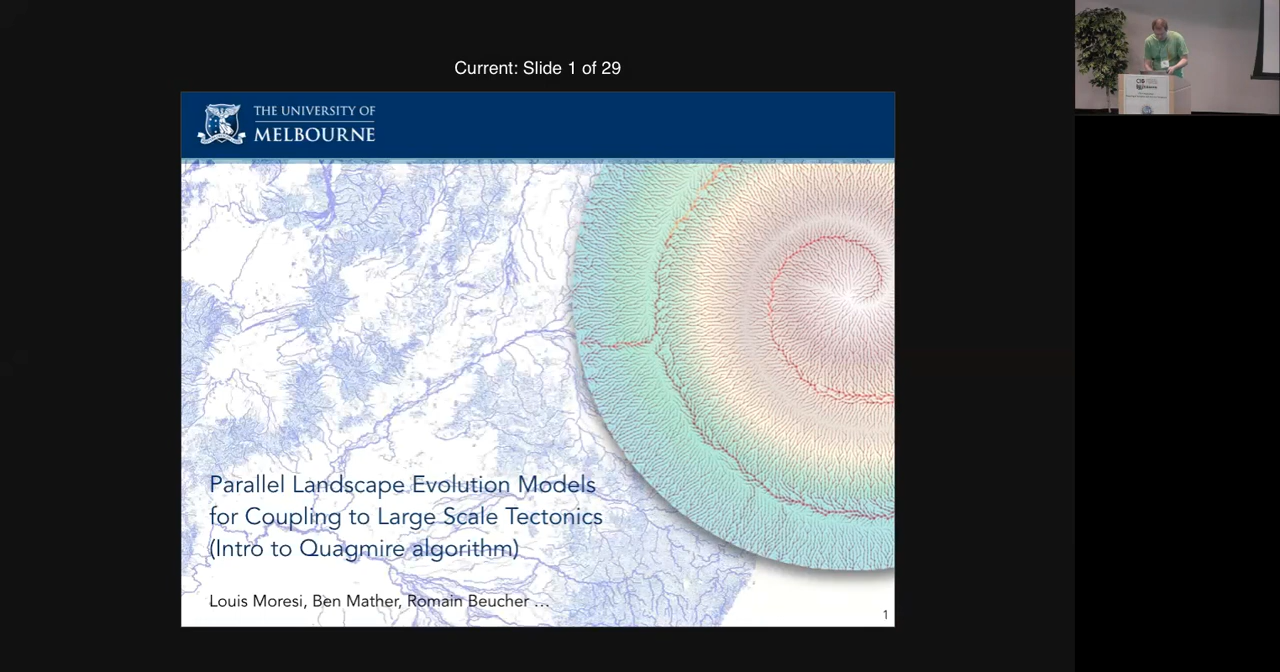 Current: Slide 1 of 29
THE UNIVERSITY OF
MELBOURNE
Parallel Landscape Evolution Models
for Coupling to Large Scale Tectonics
(Intro to Quagmire algorithm)
Louis Moresi, Ben Mather, Romain Beucher ...
1